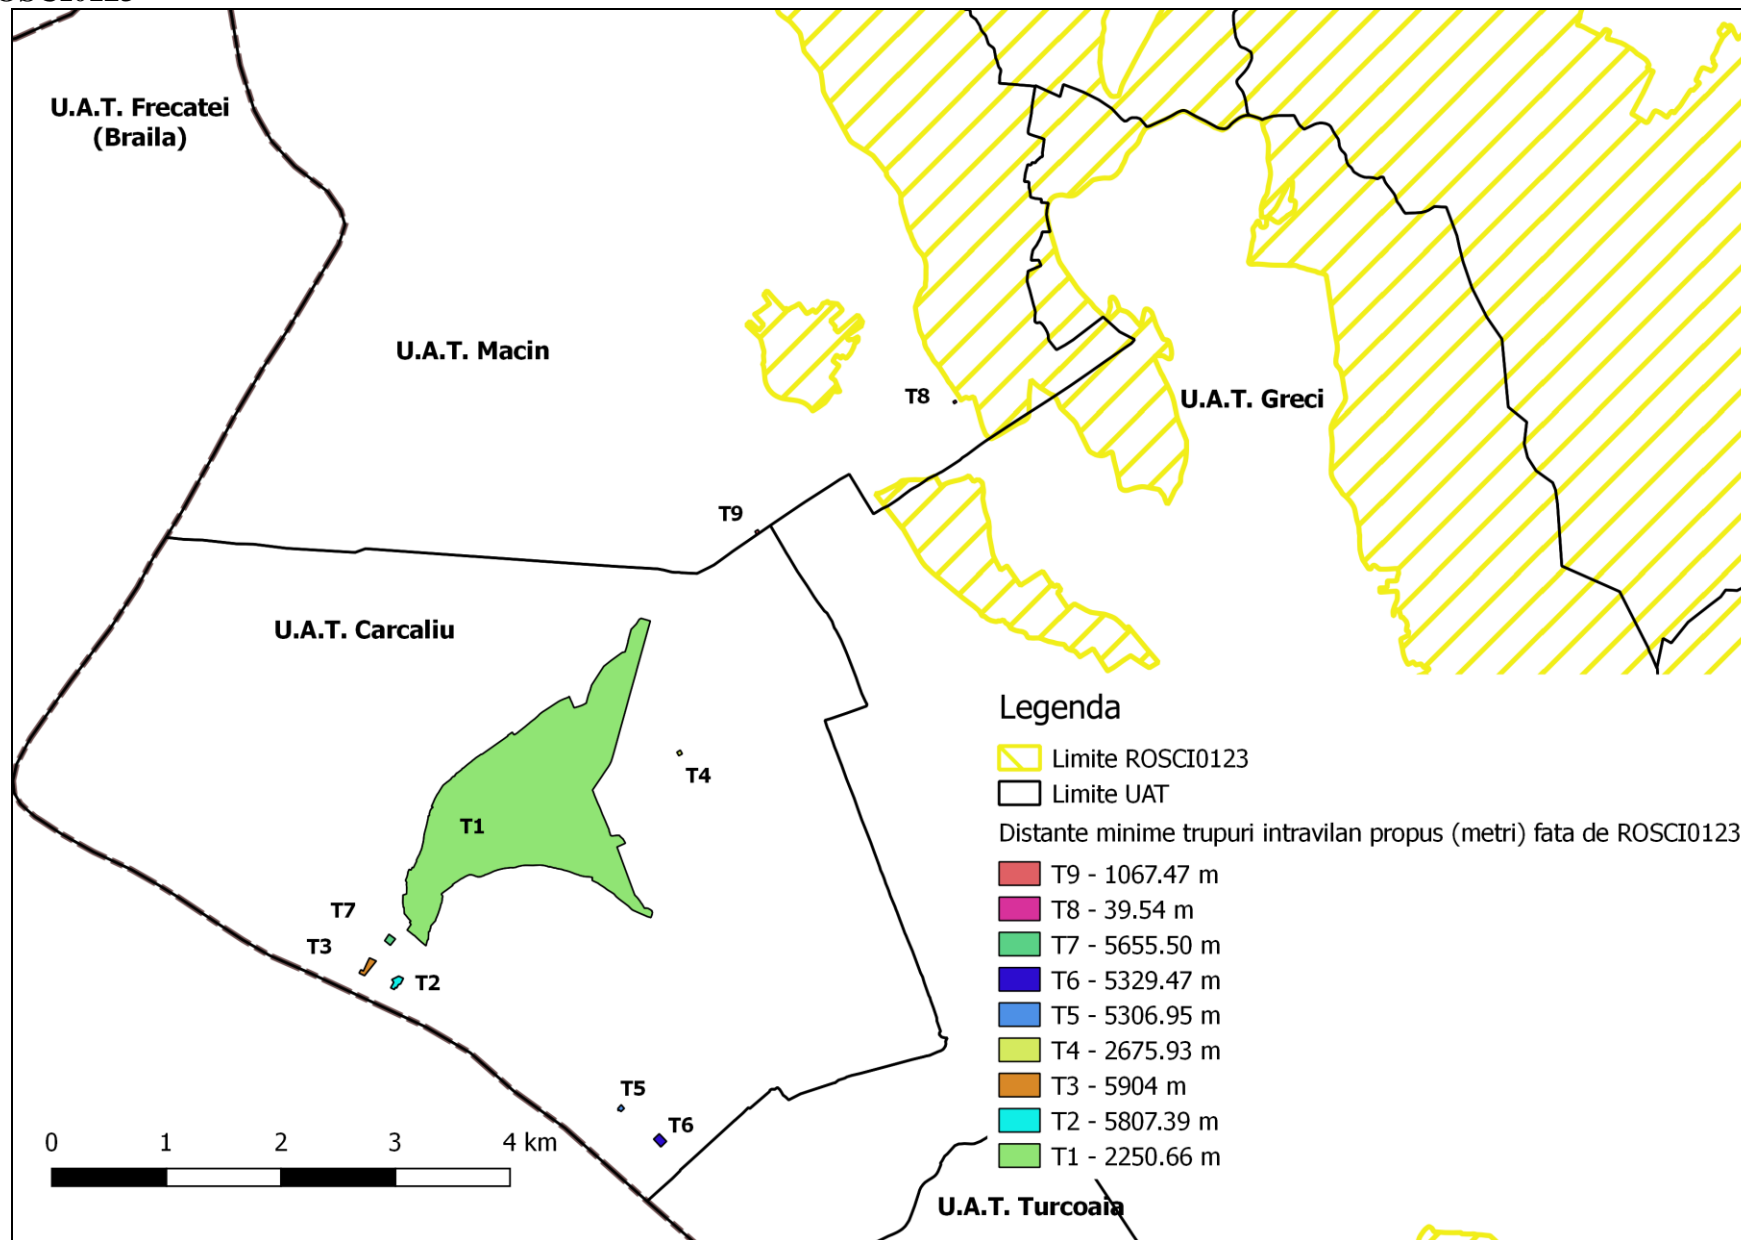 U.A.T. Frecatei
(Braila)
U.A.T. Macin
T8
U.A.T. Greci
T9
U.A.T. Carcaliu
T4
T1
T7
T3
T2
T5
T6
0 1 2 3 4 km
U.A.T. Turcoaia
Legenda
Limite ROSCI0123
Limite UAT
Distante minime trupuri intravilan propus (metri) fata de ROSCI0123
T9 - 1067.47 m
T8 - 39.54 m
T7 - 5655.50 m
T6 - 5329.47 m
T5 - 5306.95 m
T4 - 2675.93 m
T3 - 5904 m
T2 - 5807.39 m
T1 - 2250.66 m